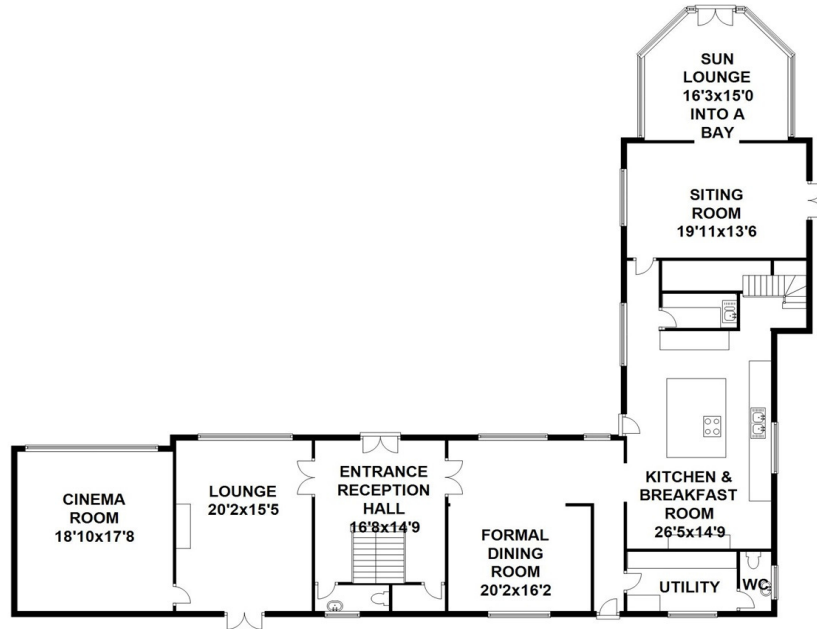 SUN
LOUNGE
16'3x15'0
INTO A
BAY
SITING
ROOM
19'11x13'6
CINEMA
ROOM
18'10x17'8
LOUNGE
20'2x15'5
ENTRANCE
RECEPTION
HALL
16'8x14'9
FORMAL
DINING
ROOM
20'2x16'2
KITCHEN &
BREAKFAST
ROOM
26'5x14'9
UTILITY
WC